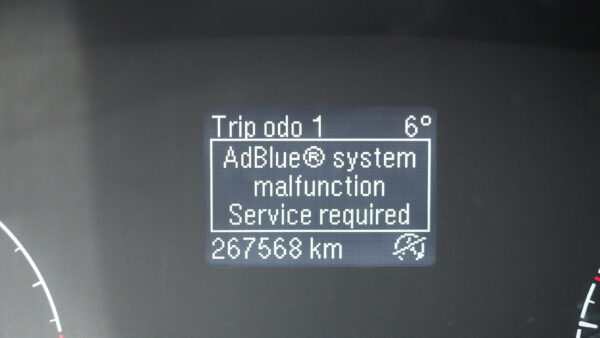 Trip odo 1 6°
AdBlue® system
malfunction
Service required
267568 km